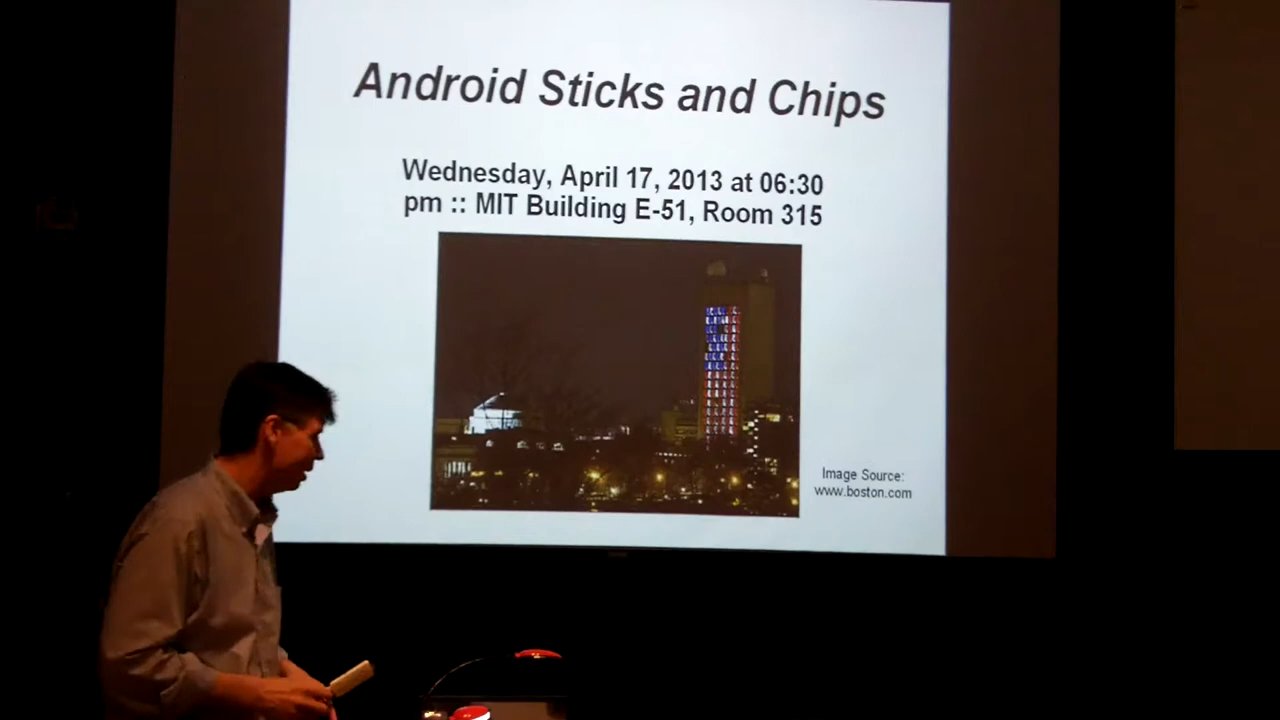 Android Sticks and Chips
Wednesday, April 17, 2013 at 06:30
pm :: MIT Building E-51, Room 315
Image Source:
www.boston.com